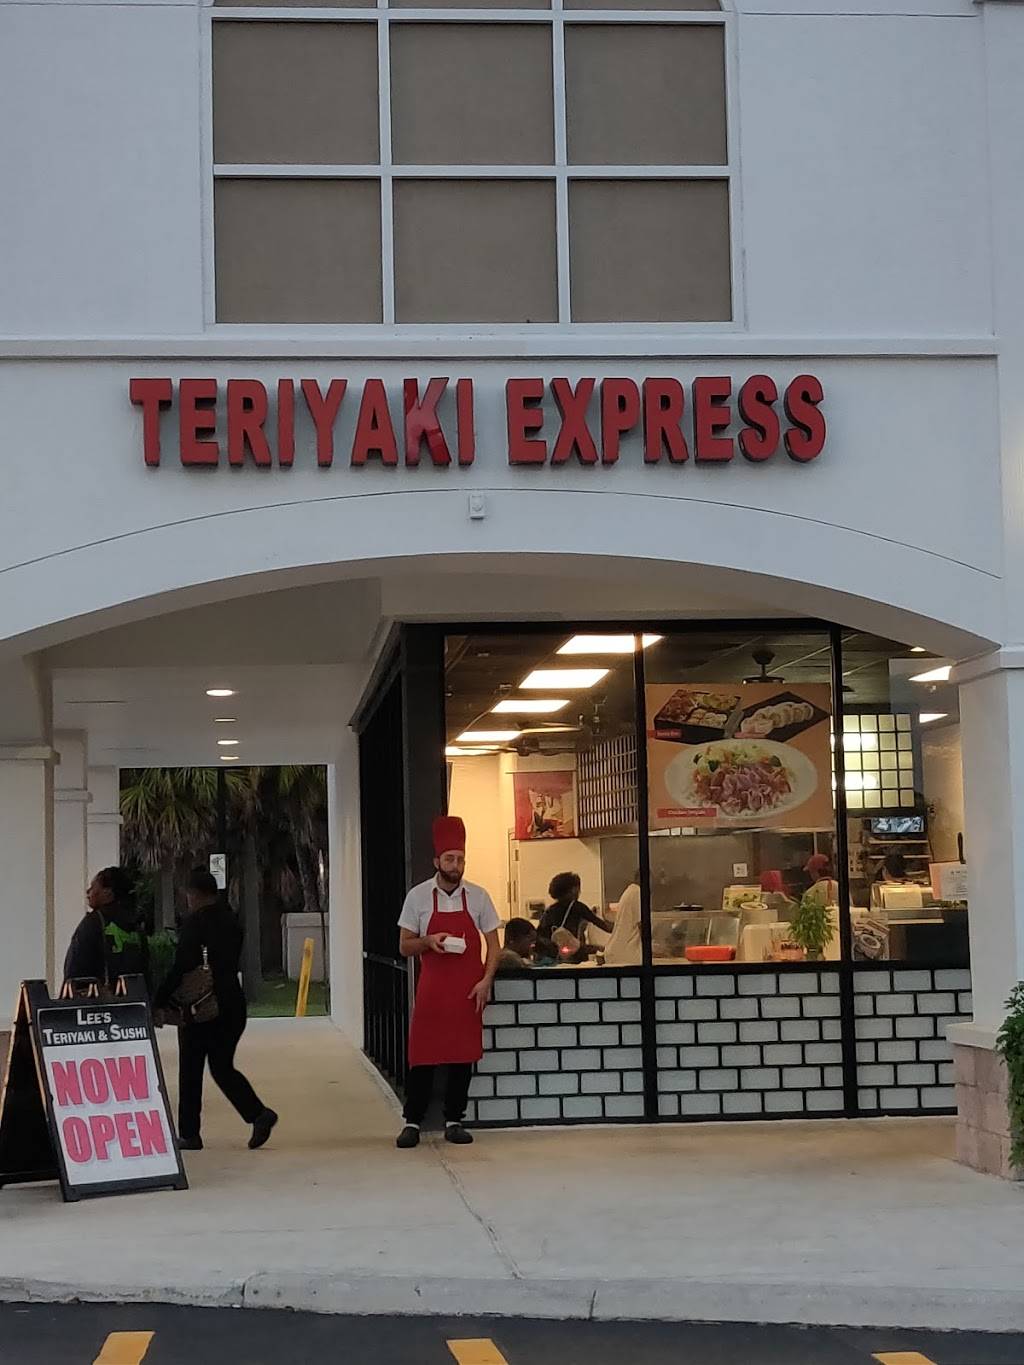 TERIYAKI EXPRESS
LEE'S
TERIYAKI & SUSHI
NOW
OPEN